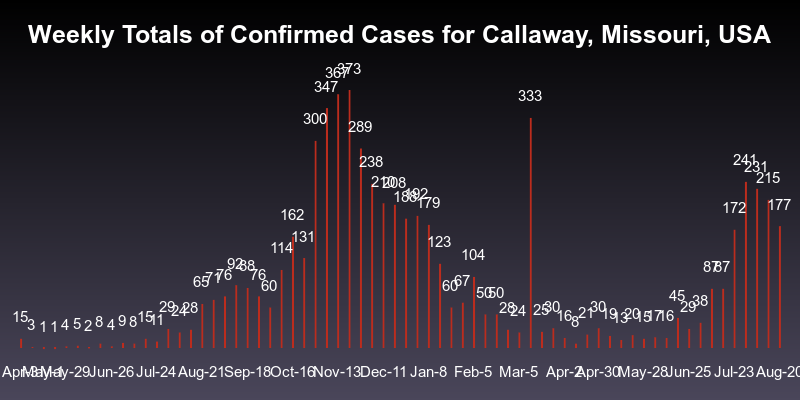 Weekly Totals of Confirmed Cases for Callaway, Missouri, USA
15 3 1 1 4 5 2 8 4 9 8 15 11 29 24 28 65 71 76 92 88 76 60 114 162 131 300 347 367 373 289 238 210 208 188 192 179 123 60 67 104 50 50 28 24 333 25 30 16 8 21 30 19 13 20 15 17 16 45 29 38 87 87 172 241 231 215 177
Apr-3 May-1 May-29 Jun-26 Jul-24 Aug-21 Sep-18 Oct-16 Nov-13 Dec-11 Jan-8 Feb-5 Mar-5 Apr-2 Apr-30 May-28 Jun-25 Jul-23 Aug-20